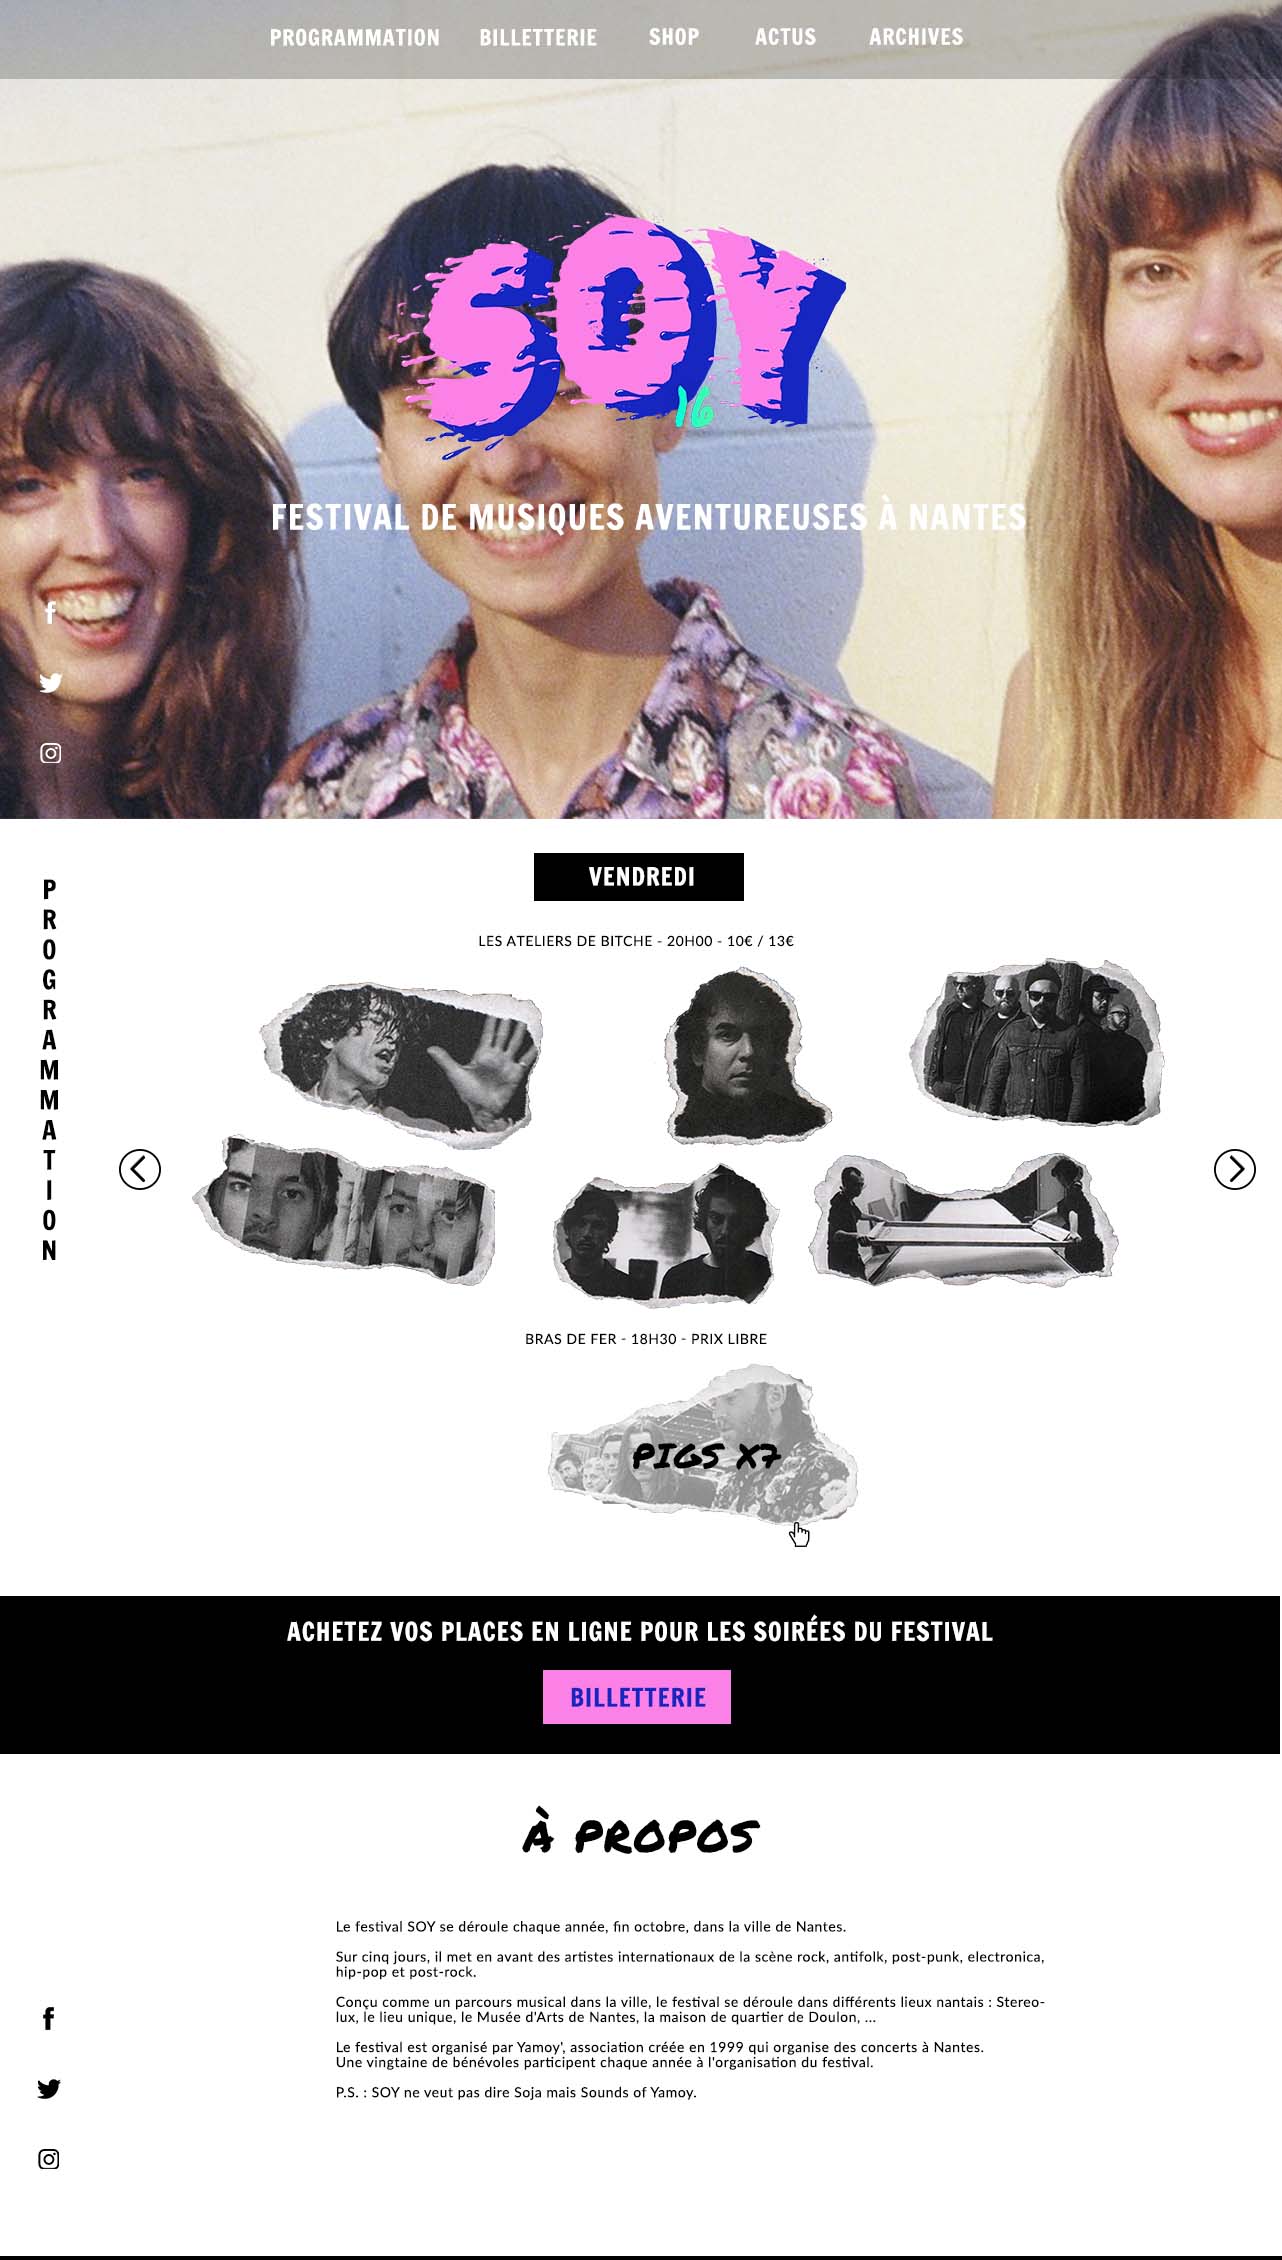 PROGRAMMATION BILLETTERIE SHOP ACTUS ARCHIVES
SOY
16
FESTIVAL DE MUSIQUES AVENTUREUSES À NANTES
PROGRAMMATION
VENDREDI
LES ATELIERS DE BITCHE - 20H00 - 10€ / 13€
BRAS DE FER - 18H30 - PRIX LIBRE
PIGS X7
ACHETEZ VOS PLACES EN LIGNE POUR LES SOIRÉES DU FESTIVAL
BILLETTERIE
À PROPOS
Le festival SOY se déroule chaque année, fin octobre, dans la ville de Nantes.
Sur cinq jours, il met en avant des artistes internationaux de la scène rock, antifolk, post-punk, electronica,
hip-pop et post-rock.
Conçu comme un parcours musical dans la ville, le festival se déroule dans différents lieux nantais : Stereo-
lux, le lieu unique, le Musée d'Arts de Nantes, la maison de quartier de Doulon, ...
Le festival est organisé par Yamoy', association créée en 1999 qui organise des concerts à Nantes.
Une vingtaine de bénévoles participent chaque année à l'organisation du festival.
P.S. : SOY ne veut pas dire Soja mais Sounds of Yamoy.